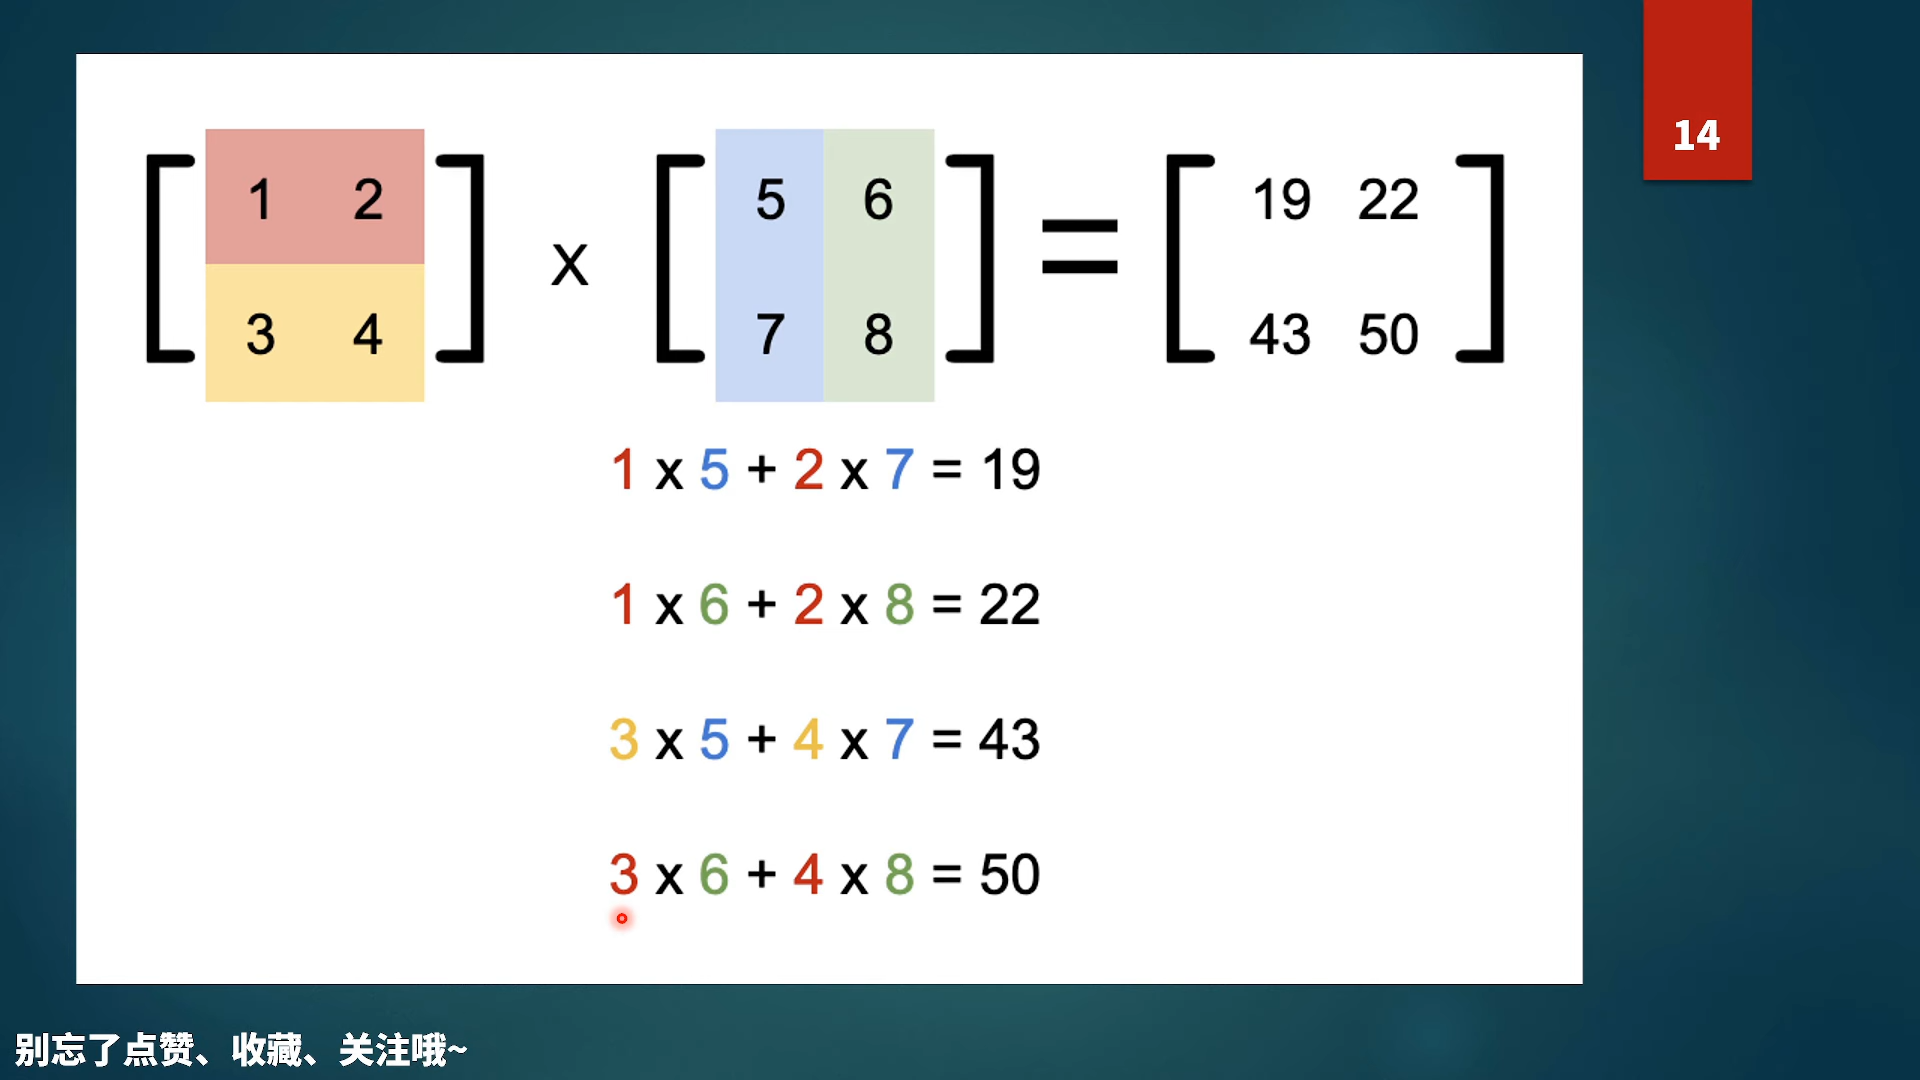 14
1 2 5 6 19 22
x =
3 4 7 8 43 50
1 x 5 + 2 x 7 = 19
1 x 6 + 2 x 8 = 22
3 x 5 + 4 x 7 = 43
3 x 6 + 4 x 8 = 50
别忘了点赞、收藏、关注哦~